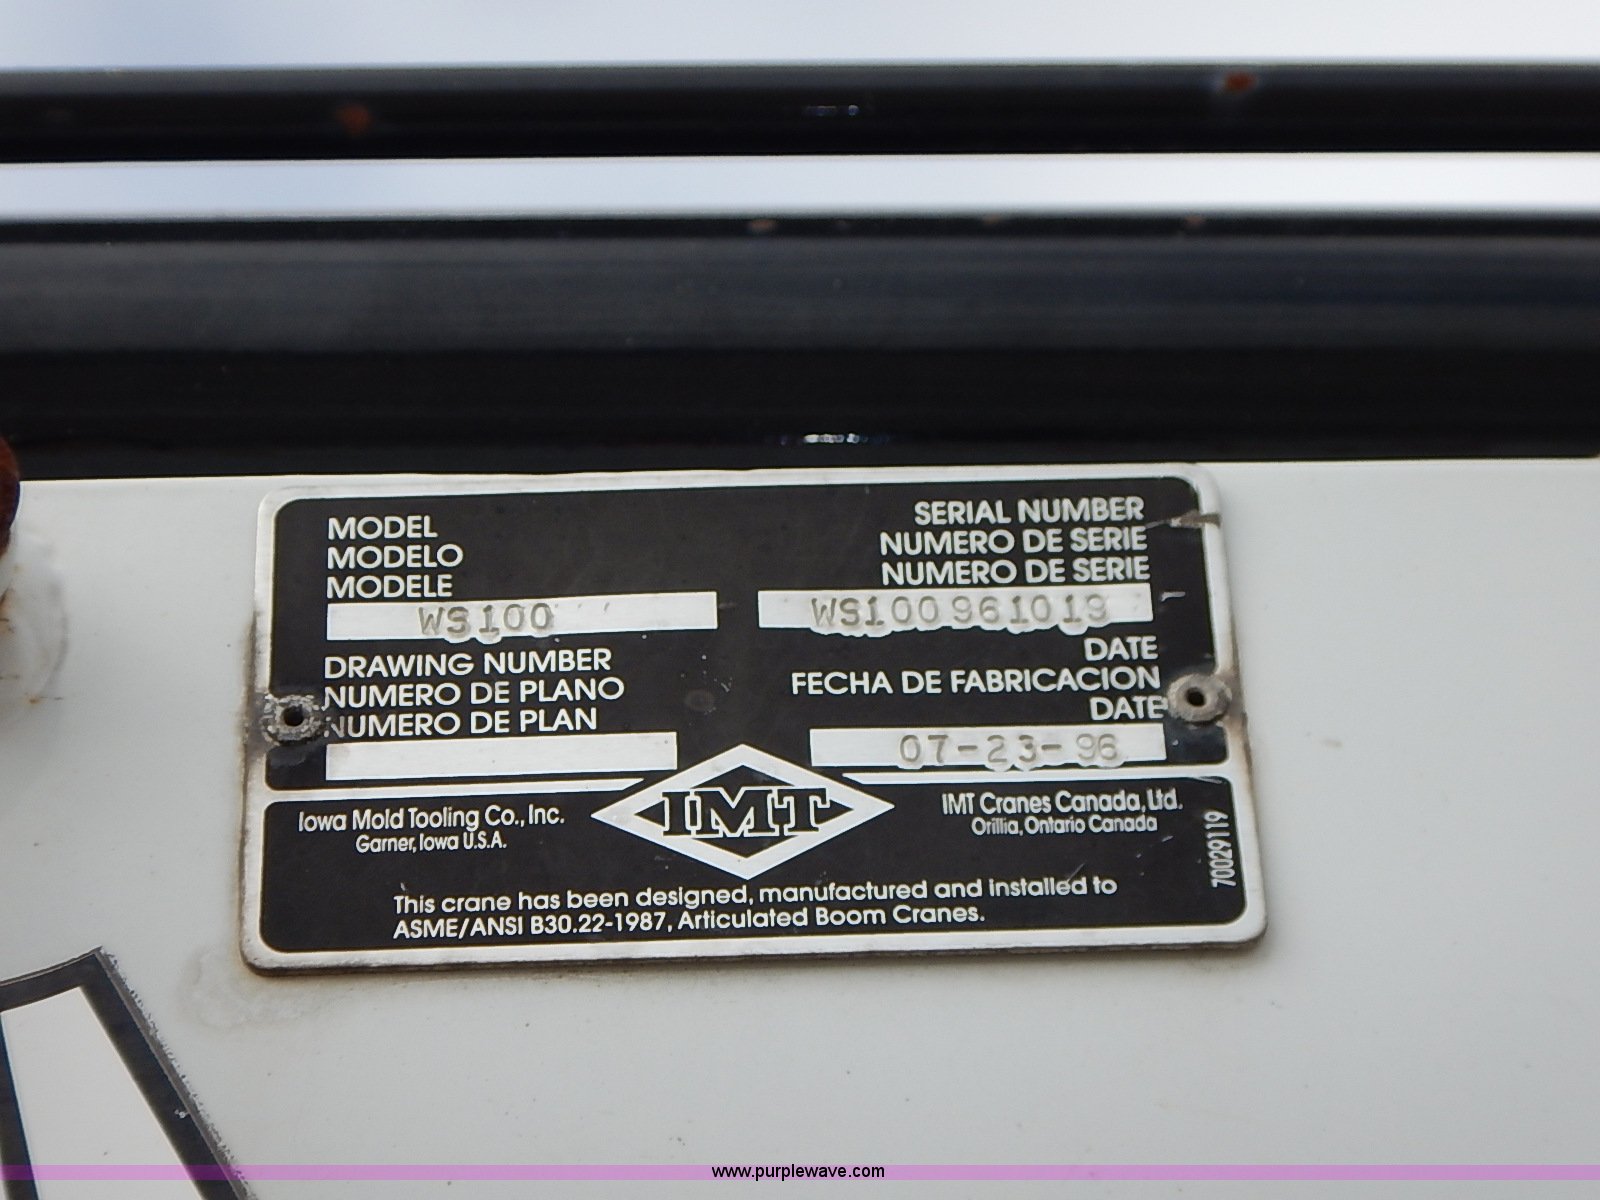 MODEL
MODELO
MODELE
WS100
SERIAL NUMBER
NUMERO DE SERIE
NUMERO DE SERIE
WS100961019
DRAWING NUMBER
NUMERO DE PLANO
NUMERO DE PLAN
DATE
FECHA DE FABRICACION
DATE
07-23-96
Iowa Mold Tooling Co., Inc.
Garner, Iowa U.S.A.
IMT
IMT Cranes Canada, Ltd.
Orillia, Ontario Canada
70029119
This crane has been designed, manufactured and installed to
ASME/ANSI B30.22-1987, Articulated Boom Cranes.
www.purplewave.com